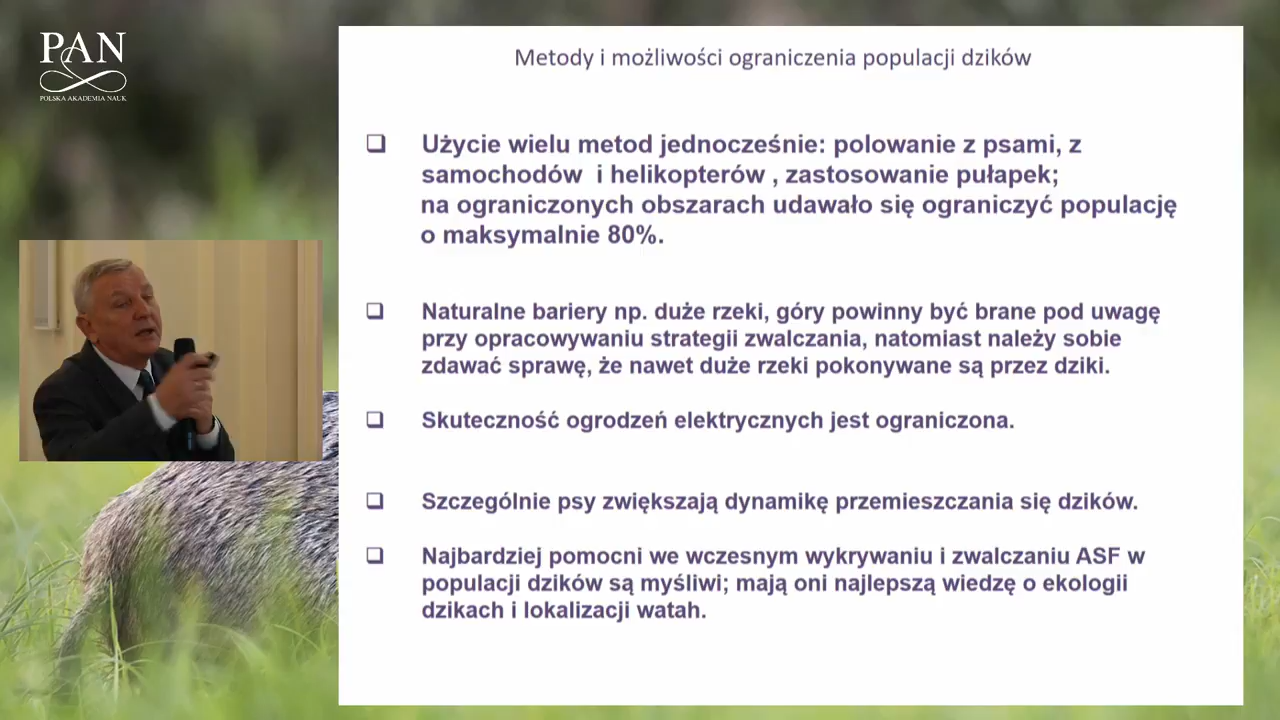 PAN
POLSKA AKADEMIA NAUK
Metody i możliwości ograniczenia populacji dzików
Użycie wielu metod jednocześnie: polowanie z psami, z
samochodów i helikopterów , zastosowanie pułapek;
na ograniczonych obszarach udawało się ograniczyć populację
o maksymalnie 80%.
Naturalne bariery np. duże rzeki, góry powinny być brane pod uwagę
przy opracowywaniu strategii zwalczania, natomiast należy sobie
zdawać sprawę, że nawet duże rzeki pokonywane są przez dziki.
Skuteczność ogrodzeń elektrycznych jest ograniczona.
Szczególnie psy zwiększają dynamikę przemieszczania się dzików.
Najbardziej pomocni we wczesnym wykrywaniu i zwalczaniu ASF w
populacji dzików są myśliwi; mają oni najlepszą wiedzę o ekologii
dzikach i lokalizacji watah.